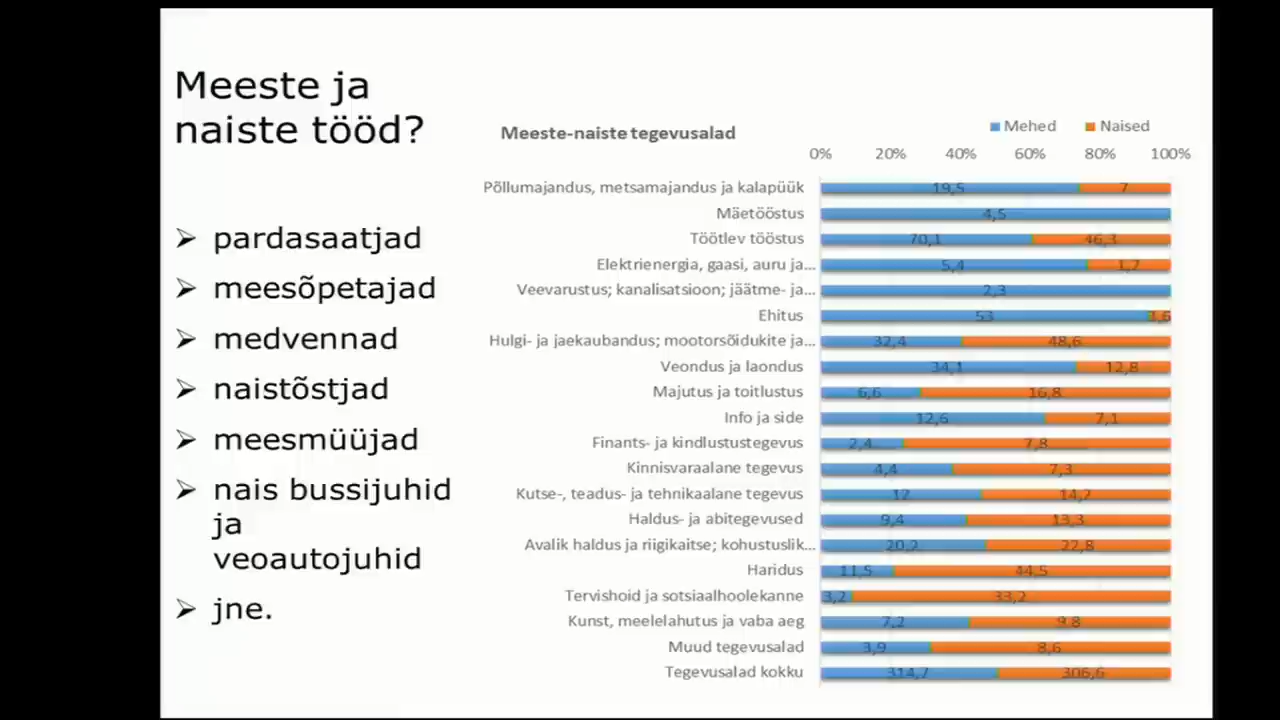 Meeste ja
naiste tööd?
pardasaatjad
meesõpetajad
medvennad
naistõstjad
meesmüüjad
nais bussijuhid
ja
veoautojuhid
jne.
Meeste-naiste tegevusalad
Mehed Naised
0% 20% 40% 60% 80% 100%
Põllumajandus, metsamajandus ja kalapüük 19,5 7
Mäetööstus 4,5
Töötlev tööstus 70,1 46,3
Elektrienergia, gaasi, auru ja... 5,4 1,7
Veevarustus; kanalisatsioon; jäätme- ja... 2,3
Ehitus 53 3,6
Hulgi- ja jaekaubandus; mootorsõidukite ja... 32,4 48,6
Veondus ja laondus 34,1 12,8
Majutus ja toitlustus 6,6 16,8
Info ja side 12,6 7,1
Finants- ja kindlustustegevus 2,4 7,8
Kinnisvaraalane tegevus 4,4 7,3
Kutse-, teadus- ja tehnikaalane tegevus 12 14,2
Haldus- ja abitegevused 9,4 13,3
Avalik haldus ja riigikaitse; kohustuslik... 20,2 22,8
Haridus 11,5 44,5
Tervishoid ja sotsiaalhoolekanne 3,2 33,2
Kunst, meelelahutus ja vaba aeg 7,2 9,8
Muud tegevusalad 3,9 8,6
Tegevusalad kokku 314,7 306,6